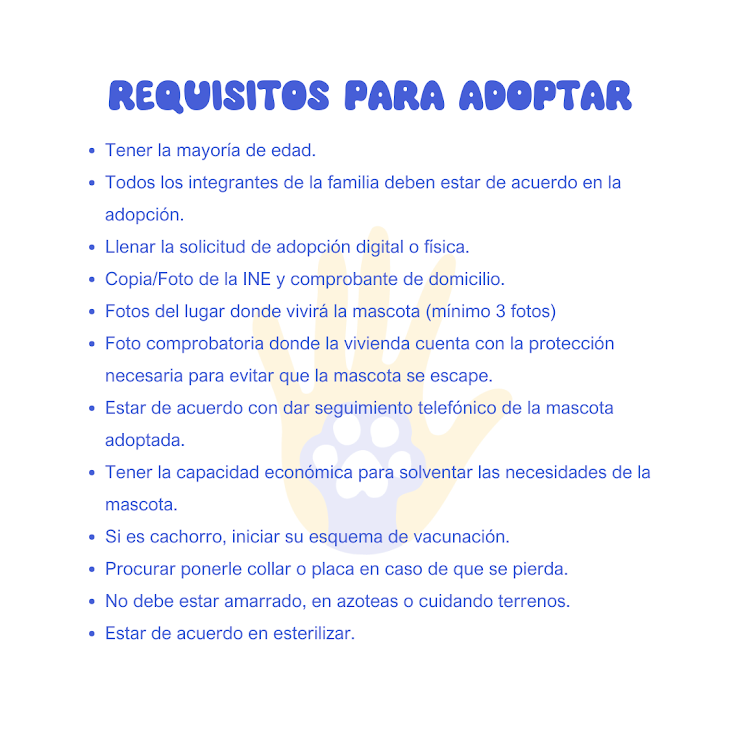 REQUISITOS PARA ADOPTAR
• Tener la mayoría de edad.
• Todos los integrantes de la familia deben estar de acuerdo en la
adopción.
• Llenar la solicitud de adopción digital o física.
• Copia/Foto de la INE y comprobante de domicilio.
• Fotos del lugar donde vivirá la mascota (mínimo 3 fotos)
• Foto comprobatoria donde la vivienda cuenta con la protección
necesaria para evitar que la mascota se escape.
• Estar de acuerdo con dar seguimiento telefónico de la mascota
adoptada.
• Tener la capacidad económica para solventar las necesidades de la
mascota.
• Si es cachorro, iniciar su esquema de vacunación.
• Procurar ponerle collar o placa en caso de que se pierda.
• No debe estar amarrado, en azoteas o cuidando terrenos.
• Estar de acuerdo en esterilizar.